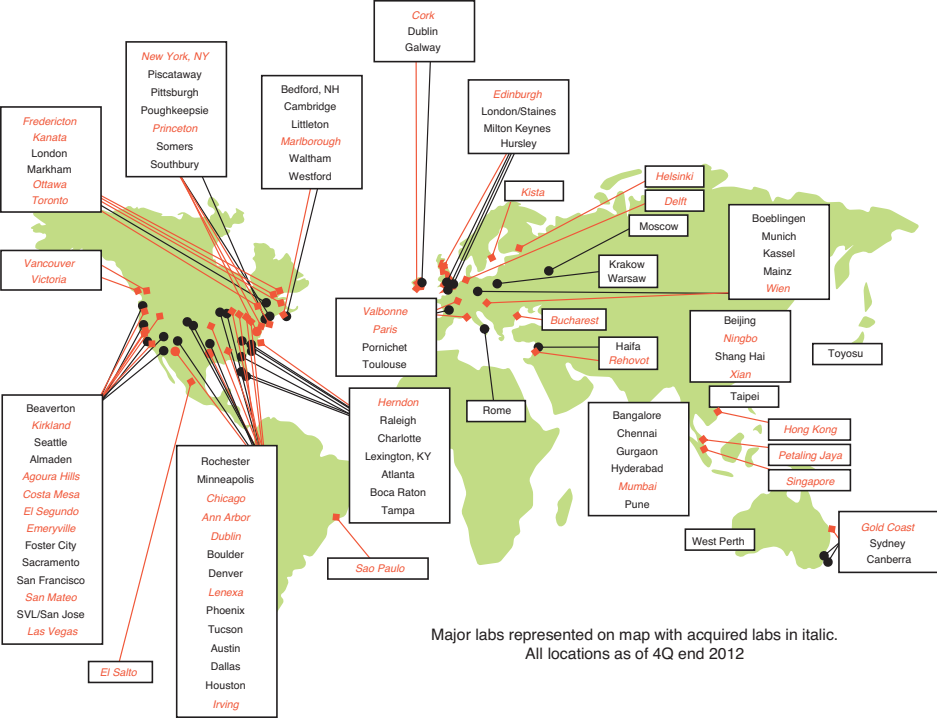 Cork
Dublin
Galway
New York, NY
Piscataway
Pittsburgh
Poughkeepsie
Princeton
Somers
Southbury
Bedford, NH
Cambridge
Littleton
Marlborough
Waltham
Westford
Edinburgh
London/Staines
Milton Keynes
Hursley
Fredericton
Kanata
London
Markham
Ottawa
Toronto
Kista
Helsinki
Delft
Moscow
Boeblingen
Munich
Kassel
Mainz
Wien
Vancouver
Victoria
Krakow
Warsaw
Valbonne
Paris
Pornichet
Toulouse
Bucharest
Beijing
Ningbo
Shang Hai
Xian
Haifa
Rehovot
Toyosu
Taipei
Beaverton
Kirkland
Seattle
Almaden
Agoura Hills
Costa Mesa
El Segundo
Emeryville
Foster City
Sacramento
San Francisco
San Mateo
SVL/San Jose
Las Vegas
Herndon
Raleigh
Charlotte
Lexington, KY
Atlanta
Boca Raton
Tampa
Rome
Bangalore
Chennai
Gurgaon
Hyderabad
Mumbai
Pune
Hong Kong
Petaling Jaya
Singapore
Rochester
Minneapolis
Chicago
Ann Arbor
Dublin
Boulder
Denver
Lenexa
Phoenix
Tucson
Austin
Dallas
Houston
Irving
Gold Coast
Sydney
Canberra
West Perth
Sao Paulo
El Salto
Major labs represented on map with acquired labs in italic.
All locations as of 4Q end 2012